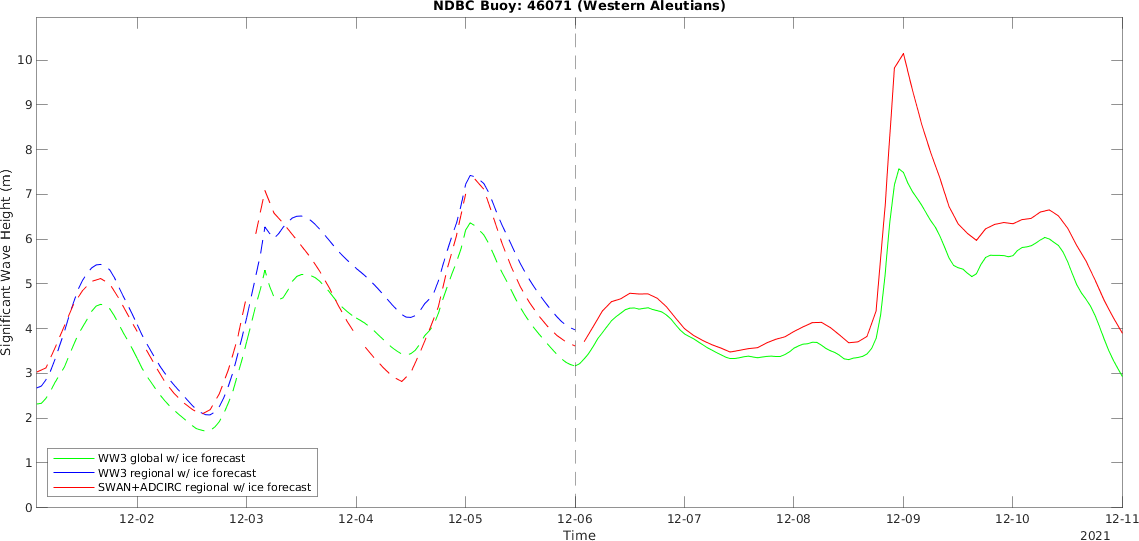 NDBC Buoy: 46071 (Western Aleutians)
Significant Wave Height (m)
10
9
8
7
6
5
4
3
2
1
0
WW3 global w/ ice forecast
WW3 regional w/ ice forecast
SWAN+ADCIRC regional w/ ice forecast
12-02 12-03 12-04 12-05 12-06 12-07 12-08 12-09 12-10 12-11
Time
2021